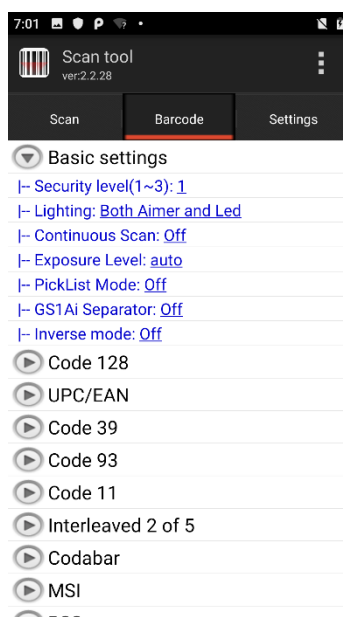 7:01
Scan tool
ver:2.2.28
Scan Barcode Settings
Basic settings
|-- Security level(1~3): 1
|-- Lighting: Both Aimer and Led
|-- Continuous Scan: Off
|-- Exposure Level: auto
|-- PickList Mode: Off
|-- GS1Ai Separator: Off
|-- Inverse mode: Off
Code 128
UPC/EAN
Code 39
Code 93
Code 11
Interleaved 2 of 5
Codabar
MSI